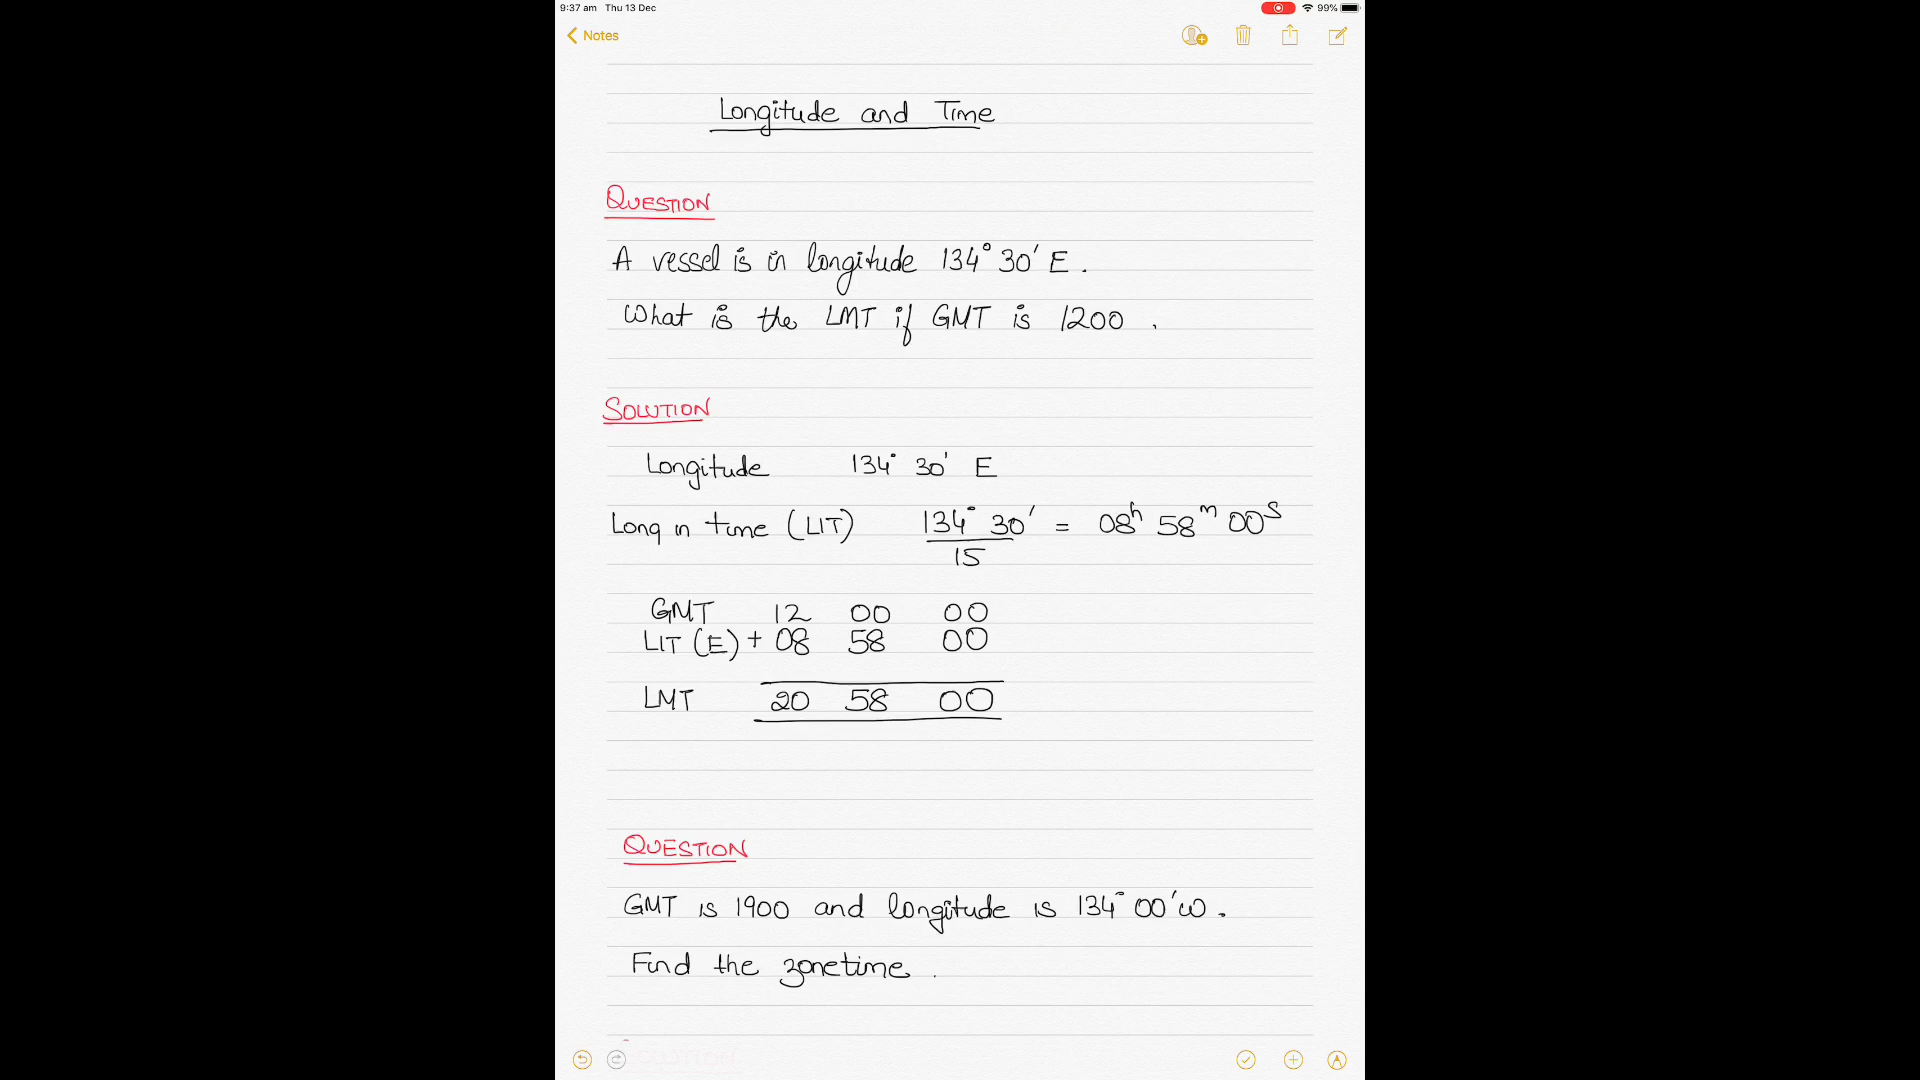 9:37 am Thu 13 Dec 99%
Notes
Longitude and Time
QUESTION
A vessel is in longitude 134° 30' E.
What is the LMT if GMT is 1200.
SOLUTION
Longitude 134° 30' E
Long in time (LIT) 134° 30' / 15 = 08h 58m 00s
GMT 12 00 00
LIT (E) + 08 58 00
LMT 20 58 00
QUESTION
GMT is 1900 and longitude is 134° 00' W.
Find the zonetime.